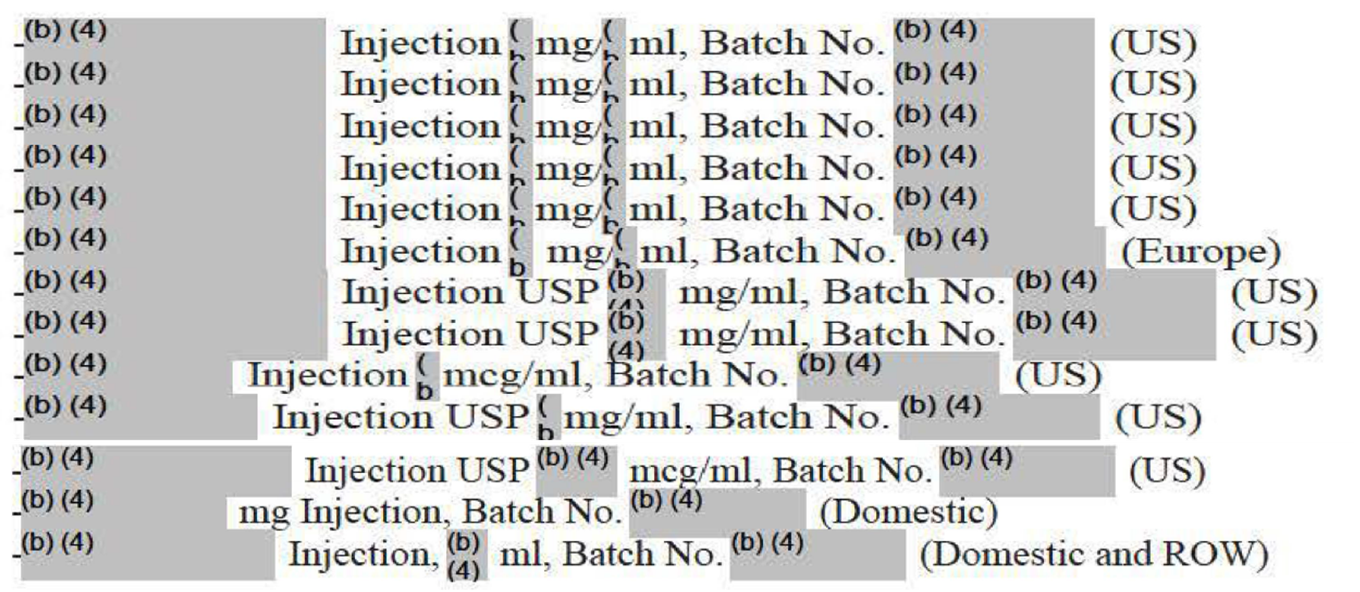 -(b) (4) Injection (b mg/(b ml, Batch No. (b) (4) (US)
-(b) (4) Injection (b mg/(b ml, Batch No. (b) (4) (US)
-(b) (4) Injection (b mg/(b ml, Batch No. (b) (4) (US)
-(b) (4) Injection (b mg/(b ml, Batch No. (b) (4) (US)
-(b) (4) Injection (b mg/(b ml, Batch No. (b) (4) (US)
-(b) (4) Injection (b mg/(b ml, Batch No. (b) (4) (Europe)
-(b) (4) Injection USP (b) (4) mg/ml, Batch No. (b) (4) (US)
-(b) (4) Injection USP (b) (4) mg/ml, Batch No. (b) (4) (US)
-(b) (4) Injection (b mcg/ml, Batch No. (b) (4) (US)
-(b) (4) Injection USP (b mg/ml, Batch No. (b) (4) (US)
-(b) (4) Injection USP (b) (4) mcg/ml, Batch No. (b) (4) (US)
-(b) (4) mg Injection, Batch No. (b) (4) (Domestic)
-(b) (4) Injection, (b) (4) ml, Batch No. (b) (4) (Domestic and ROW)